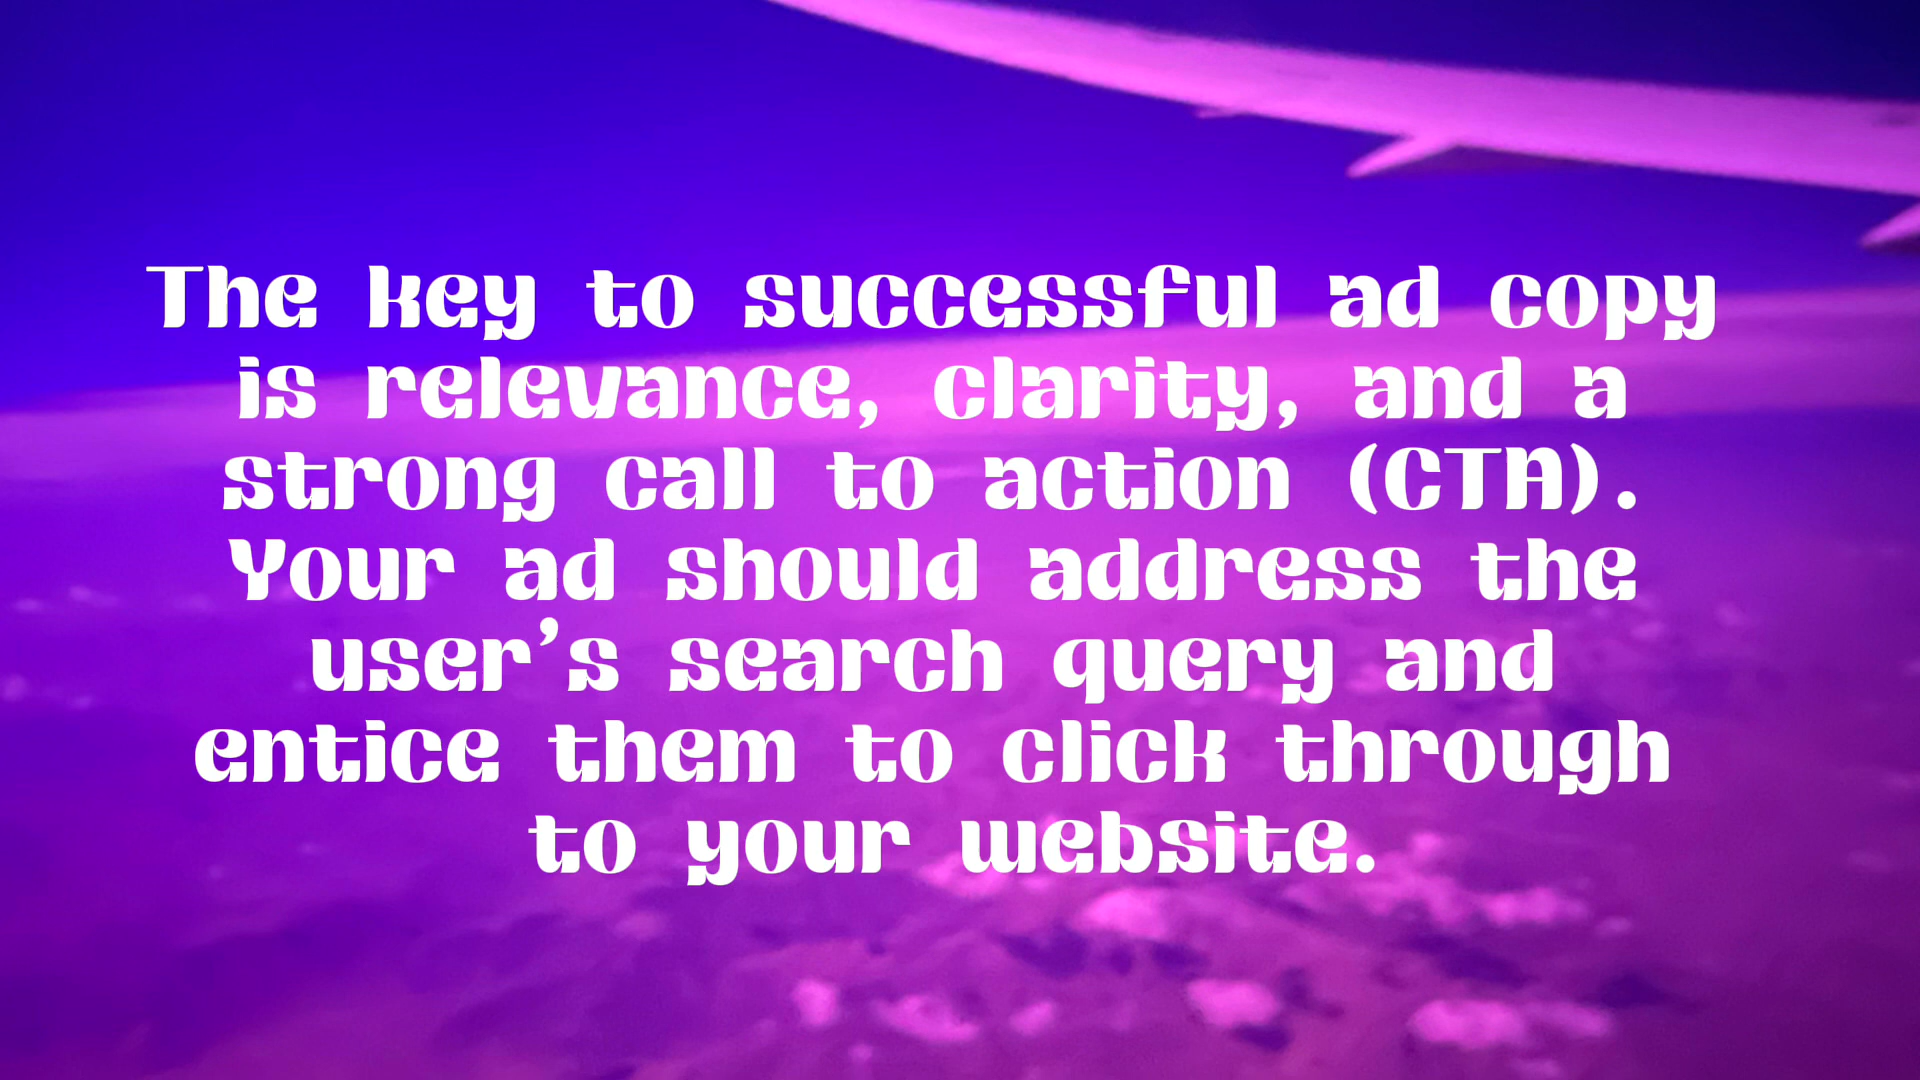 The key to successful ad copy
is relevance, clarity, and a
strong call to action (CTA).
Your ad should address the
user’s search query and
entice them to click through
to your website.